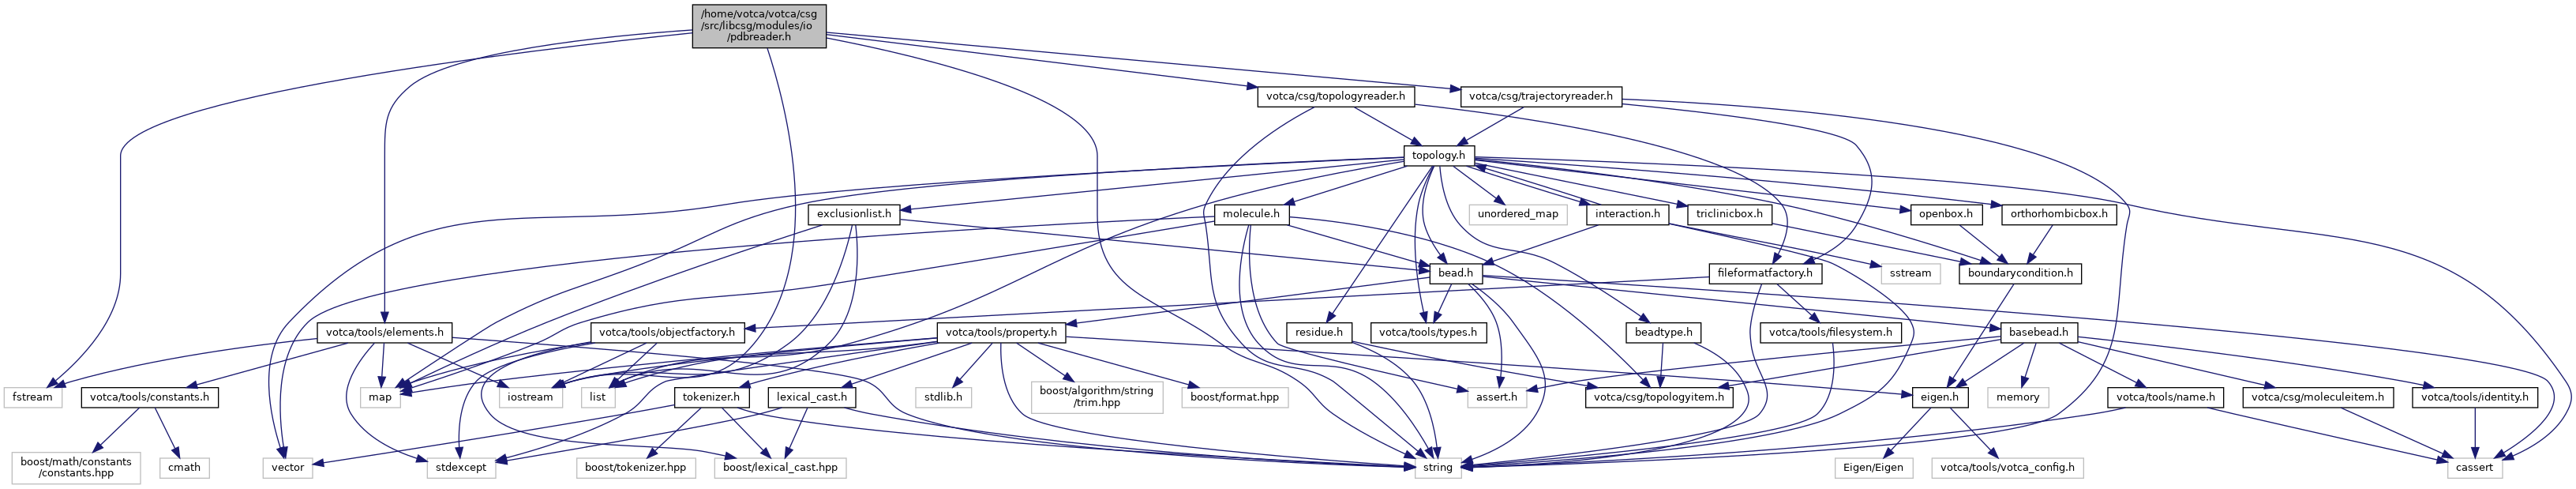 /home/votca/votca/csg
/src/libcsg/modules/io
/pdbreader.h
votca/csg/topologyreader.h
votca/csg/trajectoryreader.h
topology.h
exclusionlist.h
molecule.h
unordered_map
interaction.h
triclinicbox.h
openbox.h
orthorhombicbox.h
bead.h
fileformatfactory.h
sstream
boundarycondition.h
votca/tools/elements.h
votca/tools/objectfactory.h
votca/tools/property.h
residue.h
votca/tools/types.h
beadtype.h
votca/tools/filesystem.h
basebead.h
fstream
votca/tools/constants.h
map
iostream
list
tokenizer.h
lexical_cast.h
stdlib.h
boost/algorithm/string
/trim.hpp
boost/format.hpp
assert.h
votca/csg/topologyitem.h
eigen.h
memory
votca/tools/name.h
votca/csg/moleculeitem.h
votca/tools/identity.h
boost/math/constants
/constants.hpp
cmath
vector
stdexcept
boost/tokenizer.hpp
boost/lexical_cast.hpp
string
Eigen/Eigen
votca/tools/votca_config.h
cassert